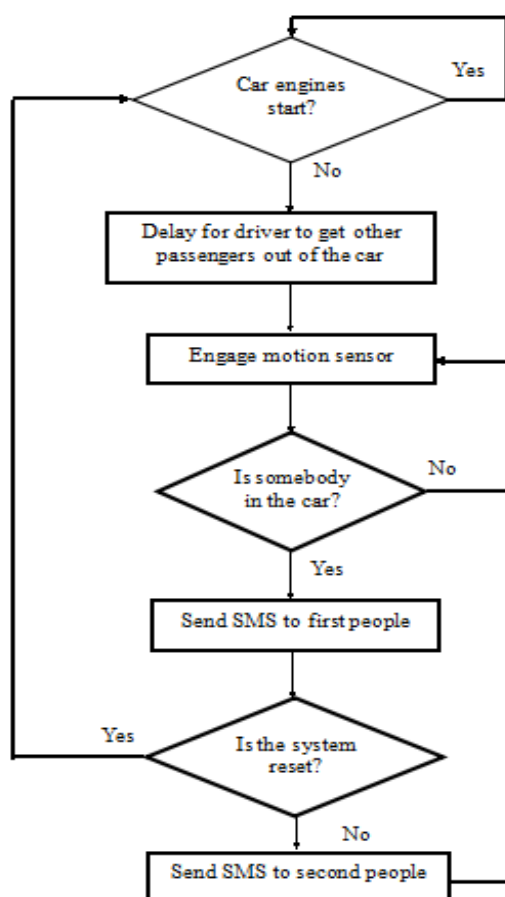 Car engines
start?
Yes
No
Delay for driver to get other
passengers out of the car
Engage motion sensor
Is somebody
in the car?
No
Yes
Send SMS to first people
Is the system
reset?
Yes
No
Send SMS to second people